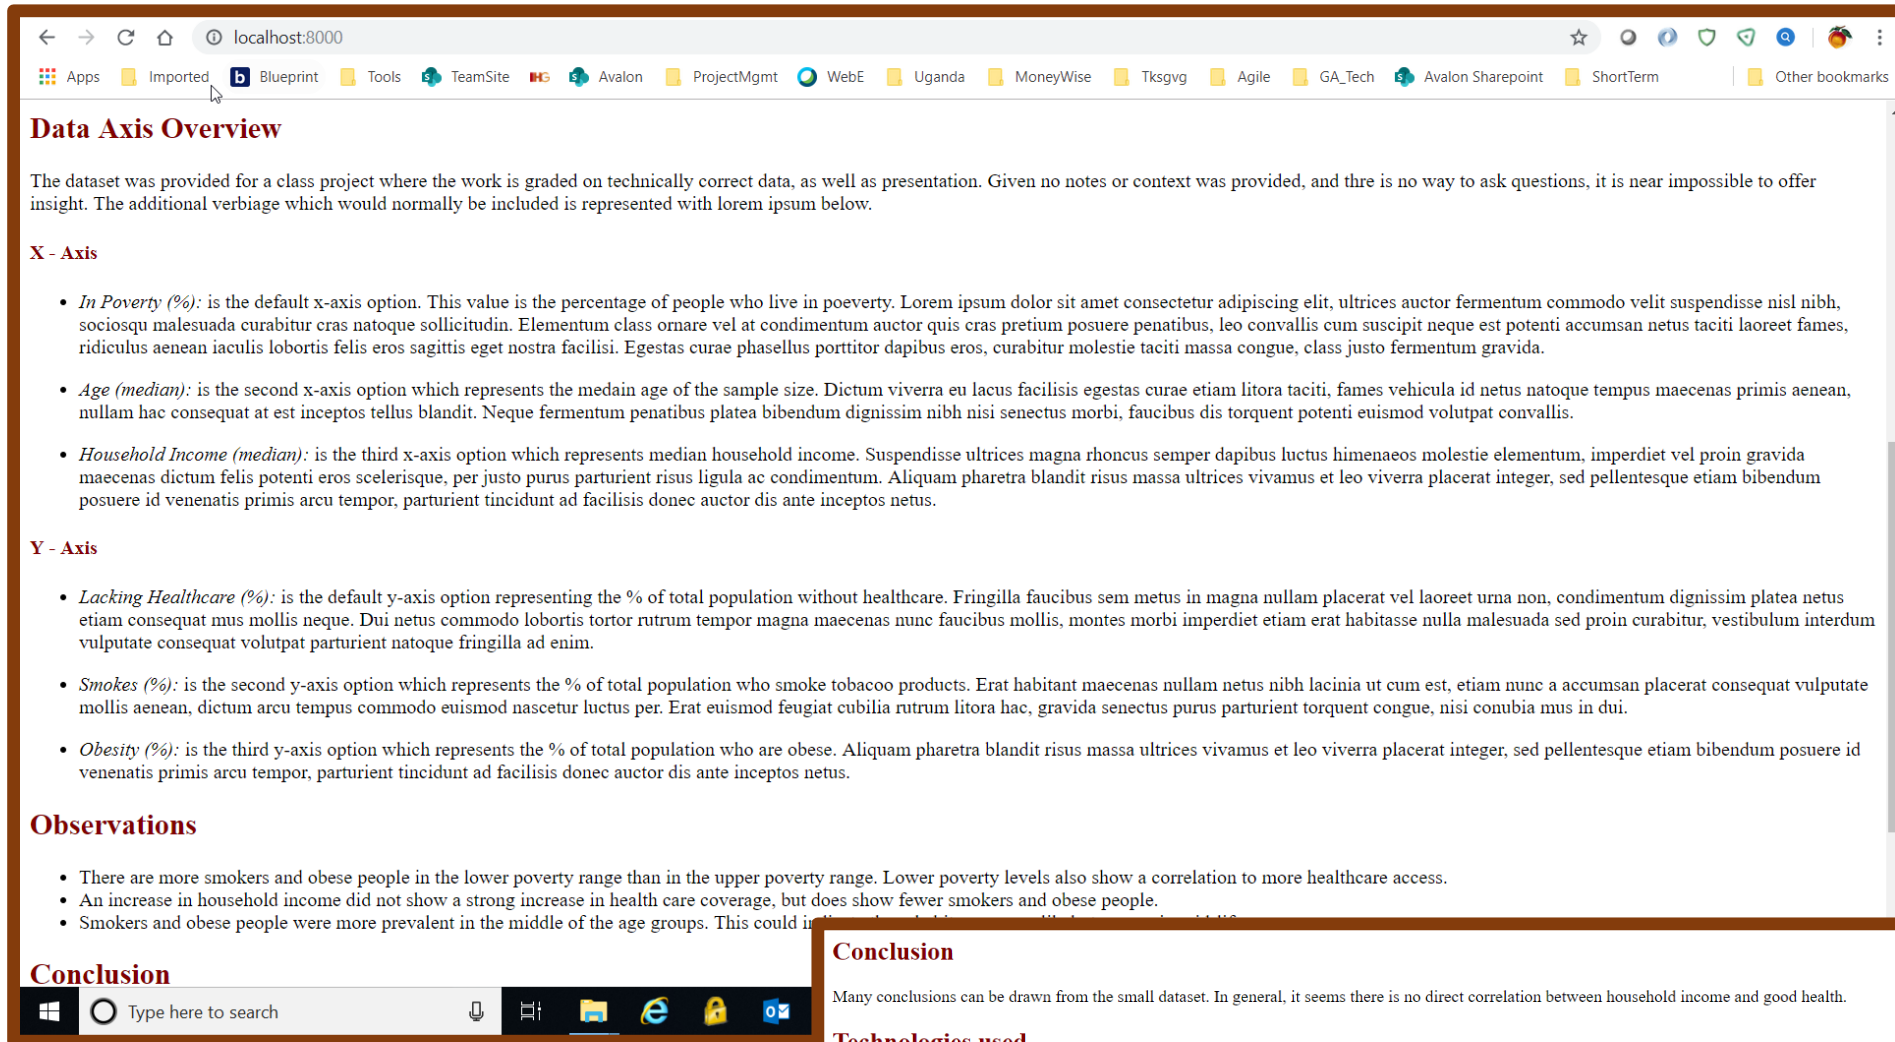 localhost:8000
Apps Imported Blueprint Tools TeamSite IHG Avalon ProjectMgmt WebE Uganda MoneyWise Tksgvg Agile GA_Tech Avalon Sharepoint ShortTerm Other bookmarks
Data Axis Overview
The dataset was provided for a class project where the work is graded on technically correct data, as well as presentation. Given no notes or context was provided, and thre is no way to ask questions, it is near impossible to offer
insight. The additional verbiage which would normally be included is represented with lorem ipsum below.
X - Axis
• In Poverty (%): is the default x-axis option. This value is the percentage of people who live in poeverty. Lorem ipsum dolor sit amet consectetur adipiscing elit, ultrices auctor fermentum commodo velit suspendisse nisl nibh,
sociosqu malesuada curabitur cras natoque sollicitudin. Elementum class ornare vel at condimentum auctor quis cras pretium posuere penatibus, leo convallis cum suscipit neque est potenti accumsan netus taciti laoreet fames,
ridiculus aenean iaculis lobortis felis eros sagittis eget nostra facilisi. Egestas curae phasellus porttitor dapibus eros, curabitur molestie taciti massa congue, class justo fermentum gravida.
• Age (median): is the second x-axis option which represents the medain age of the sample size. Dictum viverra eu lacus facilisis egestas curae etiam litora taciti, fames vehicula id netus natoque tempus maecenas primis aenean,
nullam hac consequat at est inceptos tellus blandit. Neque fermentum penatibus platea bibendum dignissim nibh nisi senectus morbi, faucibus dis torquent potenti euismod volutpat convallis.
• Household Income (median): is the third x-axis option which represents median household income. Suspendisse ultrices magna rhoncus semper dapibus luctus himenaeos molestie elementum, imperdiet vel proin gravida
maecenas dictum felis potenti eros scelerisque, per justo purus parturient risus ligula ac condimentum. Aliquam pharetra blandit risus massa ultrices vivamus et leo viverra placerat integer, sed pellentesque etiam bibendum
posuere id venenatis primis arcu tempor, parturient tincidunt ad facilisis donec auctor dis ante inceptos netus.
Y - Axis
• Lacking Healthcare (%): is the default y-axis option representing the % of total population without healthcare. Fringilla faucibus sem metus in magna nullam placerat vel laoreet urna non, condimentum dignissim platea netus
etiam consequat mus mollis neque. Dui netus commodo lobortis tortor rutrum tempor magna maecenas nunc faucibus mollis, montes morbi imperdiet etiam erat habitasse nulla malesuada sed proin curabitur, vestibulum interdum
vulputate consequat volutpat parturient natoque fringilla ad enim.
• Smokes (%): is the second y-axis option which represents the % of total population who smoke tobacoo products. Erat habitant maecenas nullam netus nibh lacinia ut cum est, etiam nunc a accumsan placerat consequat vulputate
mollis aenean, dictum arcu tempus commodo euismod nascetur luctus per. Erat euismod feugiat cubilia rutrum litora hac, gravida senectus purus parturient torquent congue, nisi conubia mus in dui.
• Obesity (%): is the third y-axis option which represents the % of total population who are obese. Aliquam pharetra blandit risus massa ultrices vivamus et leo viverra placerat integer, sed pellentesque etiam bibendum posuere id
venenatis primis arcu tempor, parturient tincidunt ad facilisis donec auctor dis ante inceptos netus.
Observations
• There are more smokers and obese people in the lower poverty range than in the upper poverty range. Lower poverty levels also show a correlation to more healthcare access.
• An increase in household income did not show a strong increase in health care coverage, but does show fewer smokers and obese people.
• Smokers and obese people were more prevalent in the middle of the age groups. This could
Conclusion
Type here to search
Conclusion
Many conclusions can be drawn from the small dataset. In general, it seems there is no direct correlation between household income and good health.
Technologies used